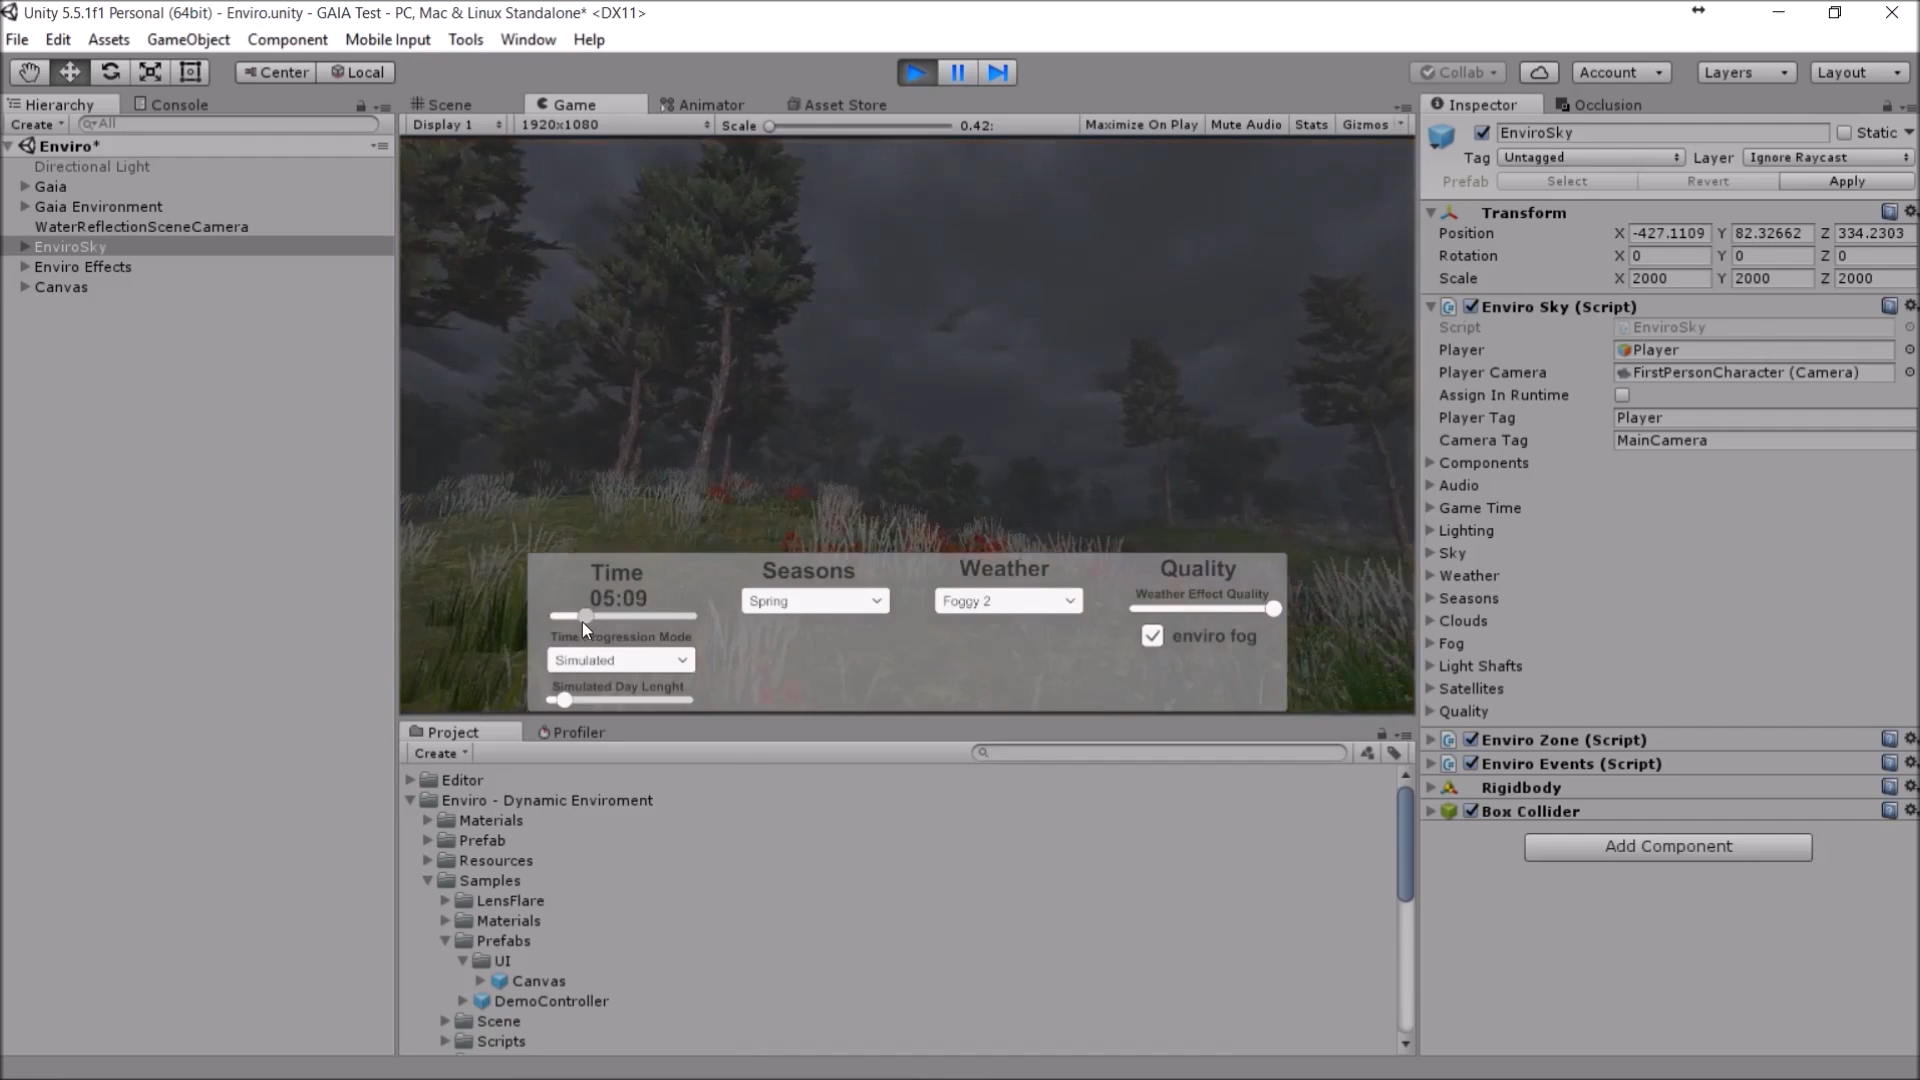 Unity 5.5.1f1 Personal (64bit) - Enviro.unity - GAIA Test - PC, Mac & Linux Standalone* <DX11>
File Edit Assets GameObject Component Mobile Input Tools Window Help
Center Local Collab Account Layers Layout
Hierarchy Console
Create All
Enviro*
Directional Light
Gaia
Gaia Environment
WaterReflectionSceneCamera
EnviroSky
Enviro Effects
Canvas
Scene Game Animator Asset Store
Display 1 1920x1080 Scale 0.42: Maximize On Play Mute Audio Stats Gizmos
Time
05:09
Time Progression Mode
Simulated
Simulated Day Lenght
Seasons
Spring
Weather
Foggy 2
Quality
Weather Effect Quality
enviro fog
Project Profiler
Create
Editor
Enviro - Dynamic Enviroment
Materials
Prefab
Resources
Samples
LensFlare
Materials
Prefabs
UI
Canvas
DemoController
Scene
Scripts
Inspector Occlusion
EnviroSky Static
Tag Untagged Layer Ignore Raycast
Prefab Select Revert Apply
Transform
Position X -427.1109 Y 82.32662 Z 334.2303
Rotation X 0 Y 0 Z 0
Scale X 2000 Y 2000 Z 2000
Enviro Sky (Script)
Script EnviroSky
Player Player
Player Camera FirstPersonCharacter (Camera)
Assign In Runtime
Player Tag Player
Camera Tag MainCamera
Components
Audio
Game Time
Lighting
Sky
Weather
Seasons
Clouds
Fog
Light Shafts
Satellites
Quality
Enviro Zone (Script)
Enviro Events (Script)
Rigidbody
Box Collider
Add Component